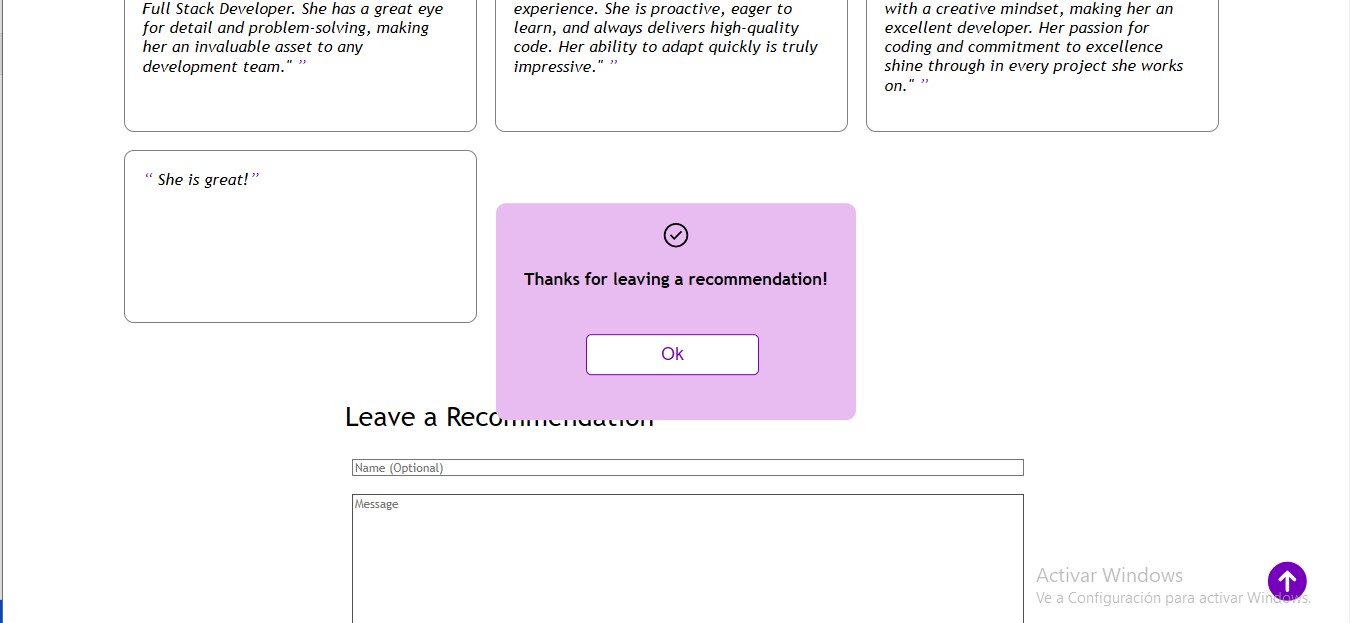 Full Stack Developer. She has a great eye
for detail and problem-solving, making
her an invaluable asset to any
development team." ”
experience. She is proactive, eager to
learn, and always delivers high-quality
code. Her ability to adapt quickly is truly
impressive." ”
with a creative mindset, making her an
excellent developer. Her passion for
coding and commitment to excellence
shine through in every project she works
on." ”
“ She is great!”
Thanks for leaving a recommendation!
Ok
Leave a Recommendation
Name (Optional)
Message
Activar Windows
Ve a Configuración para activar Windows.